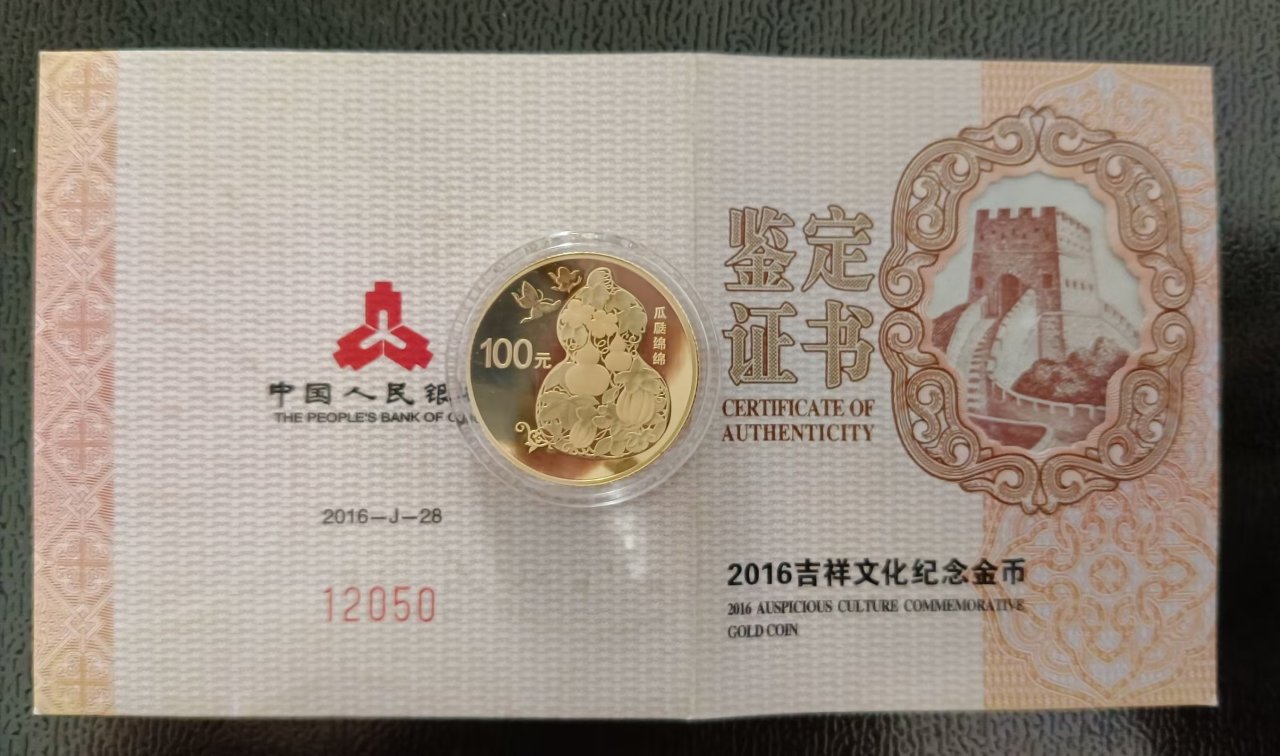 中国人民银
THE PEOPLE'S BANK OF
2016-J-28
12050
100元
瓜瓞绵绵
鉴定
证书
CERTIFICATE OF
AUTHENTICITY
2016吉祥文化纪念金币
2016 AUSPICIOUS CULTURE COMMEMORATIVE
GOLD COIN